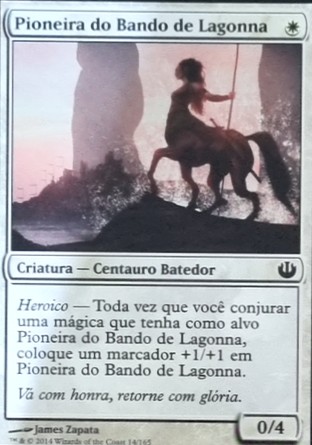 Pioneira do Bando de Lagonna
Criatura — Centauro Batedor
Heroico — Toda vez que você conjurar
uma mágica que tenha como alvo
Pioneira do Bando de Lagonna,
coloque um marcador +1/+1 em
Pioneira do Bando de Lagonna.
Vá com honra, retorne com glória.
0/4
James Zapata
™ & © 2014 Wizards of the Coast 14/165